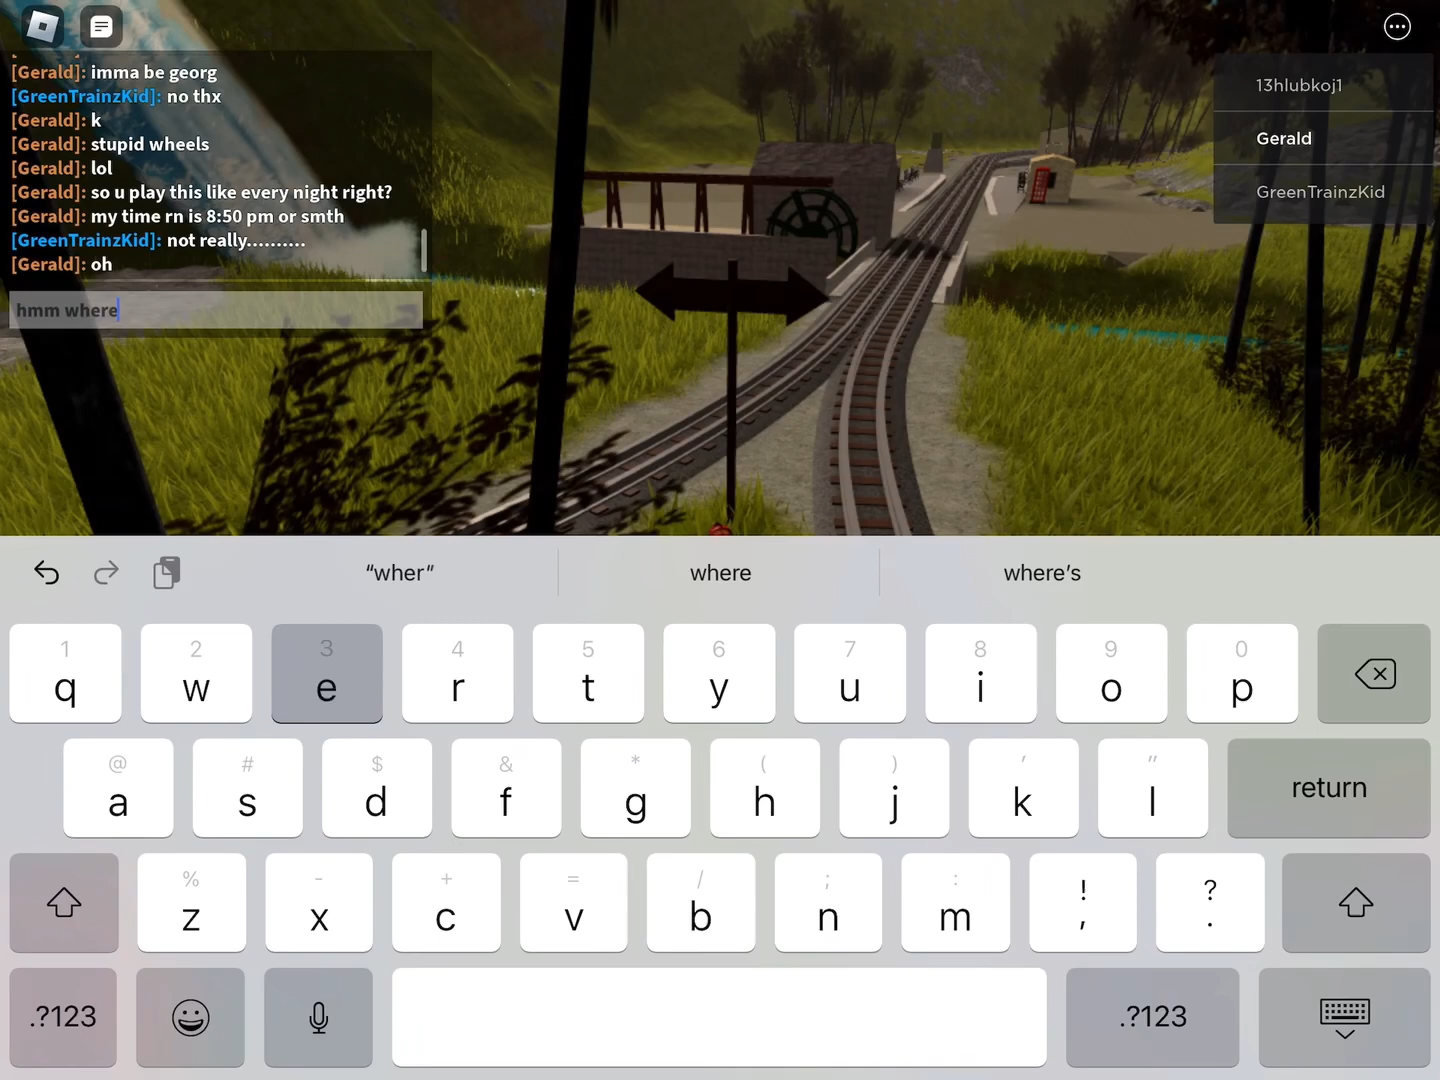 [Gerald]: imma be georg
[GreenTrainzKid]: no thx
[Gerald]: k
[Gerald]: stupid wheels
[Gerald]: lol
[Gerald]: so u play this like every night right?
[Gerald]: my time rn is 8:50 pm or smth
[GreenTrainzKid]: not really..........
[Gerald]: oh
hmm where
13hlubkoj1
Gerald
GreenTrainzKid
“wher” where where’s
1 2 3 4 5 6 7 8 9 0
q w e r t y u i o p
@ # $ & * ( ) ' "
a s d f g h j k l return
% - + = / ; : ! ?
z x c v b n m , .
.?123 .?123